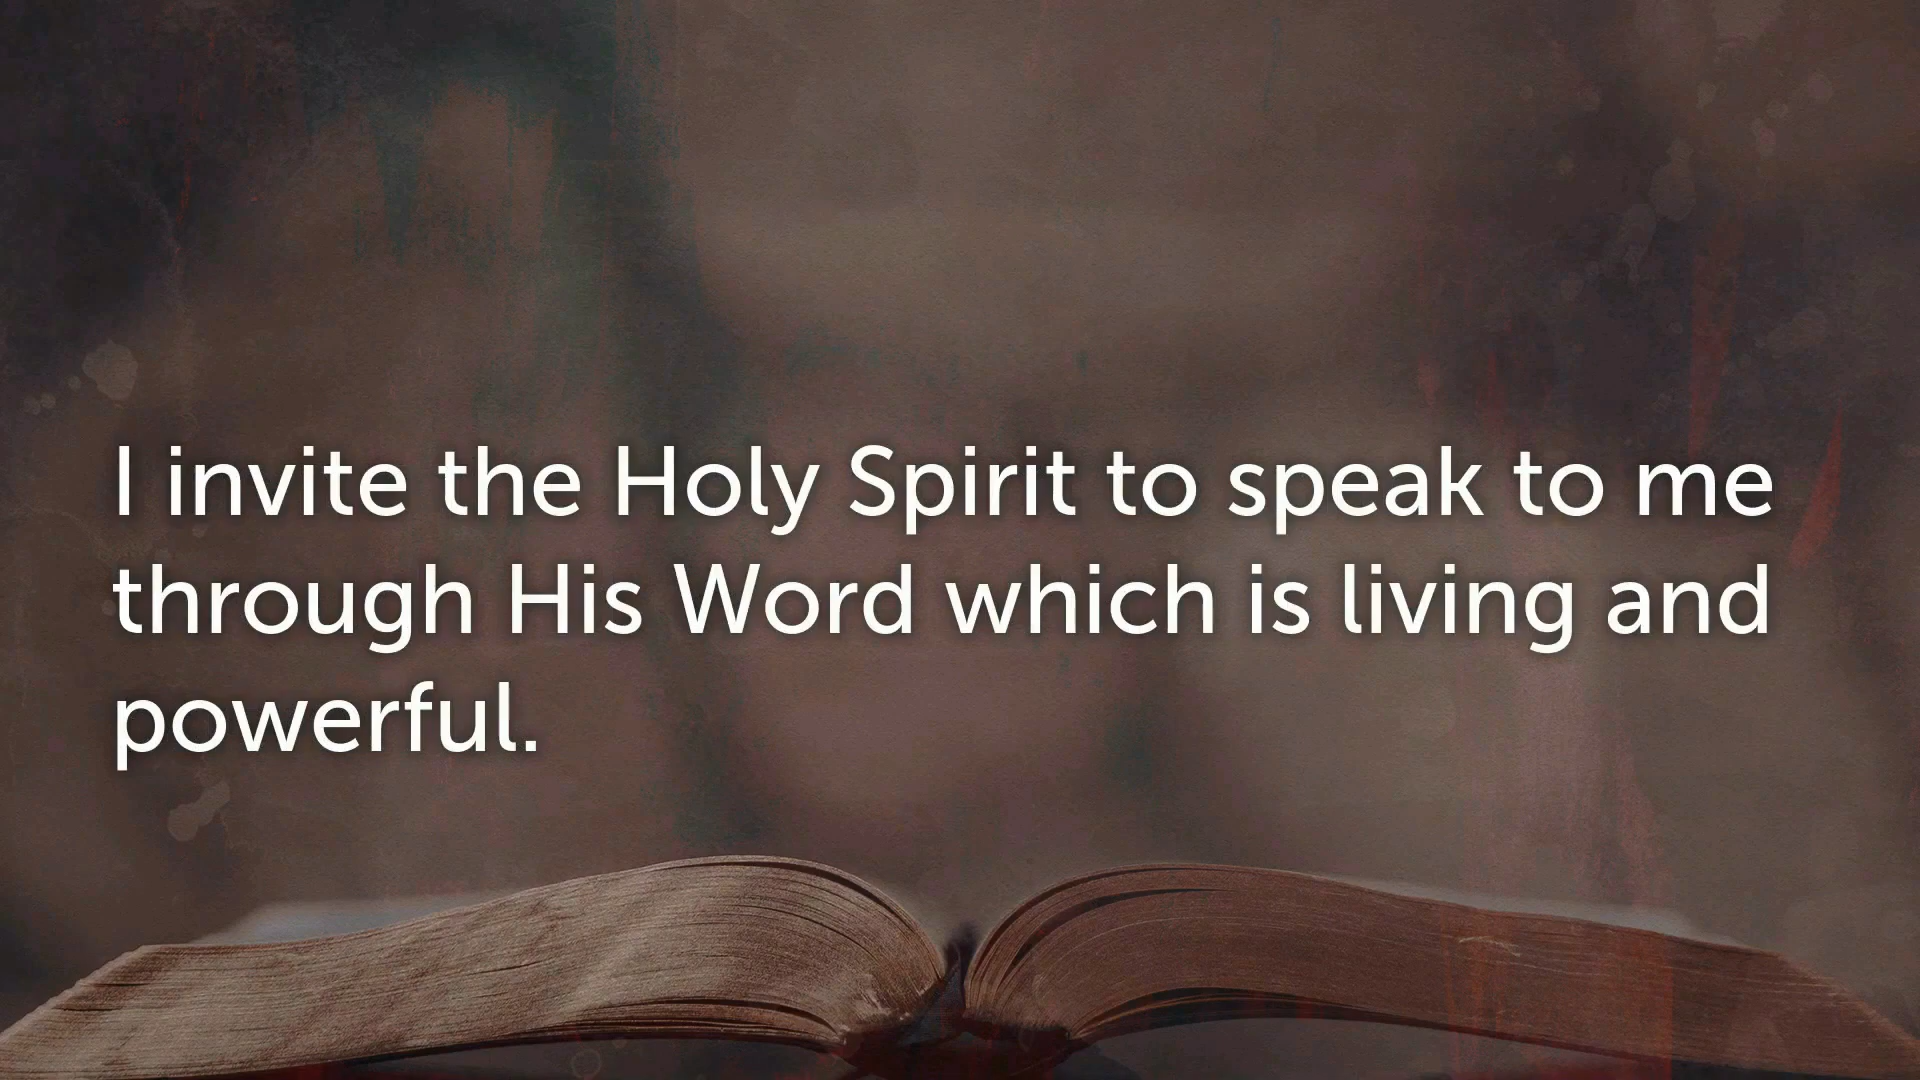 I invite the Holy Spirit to speak to me
through His Word which is living and
powerful.